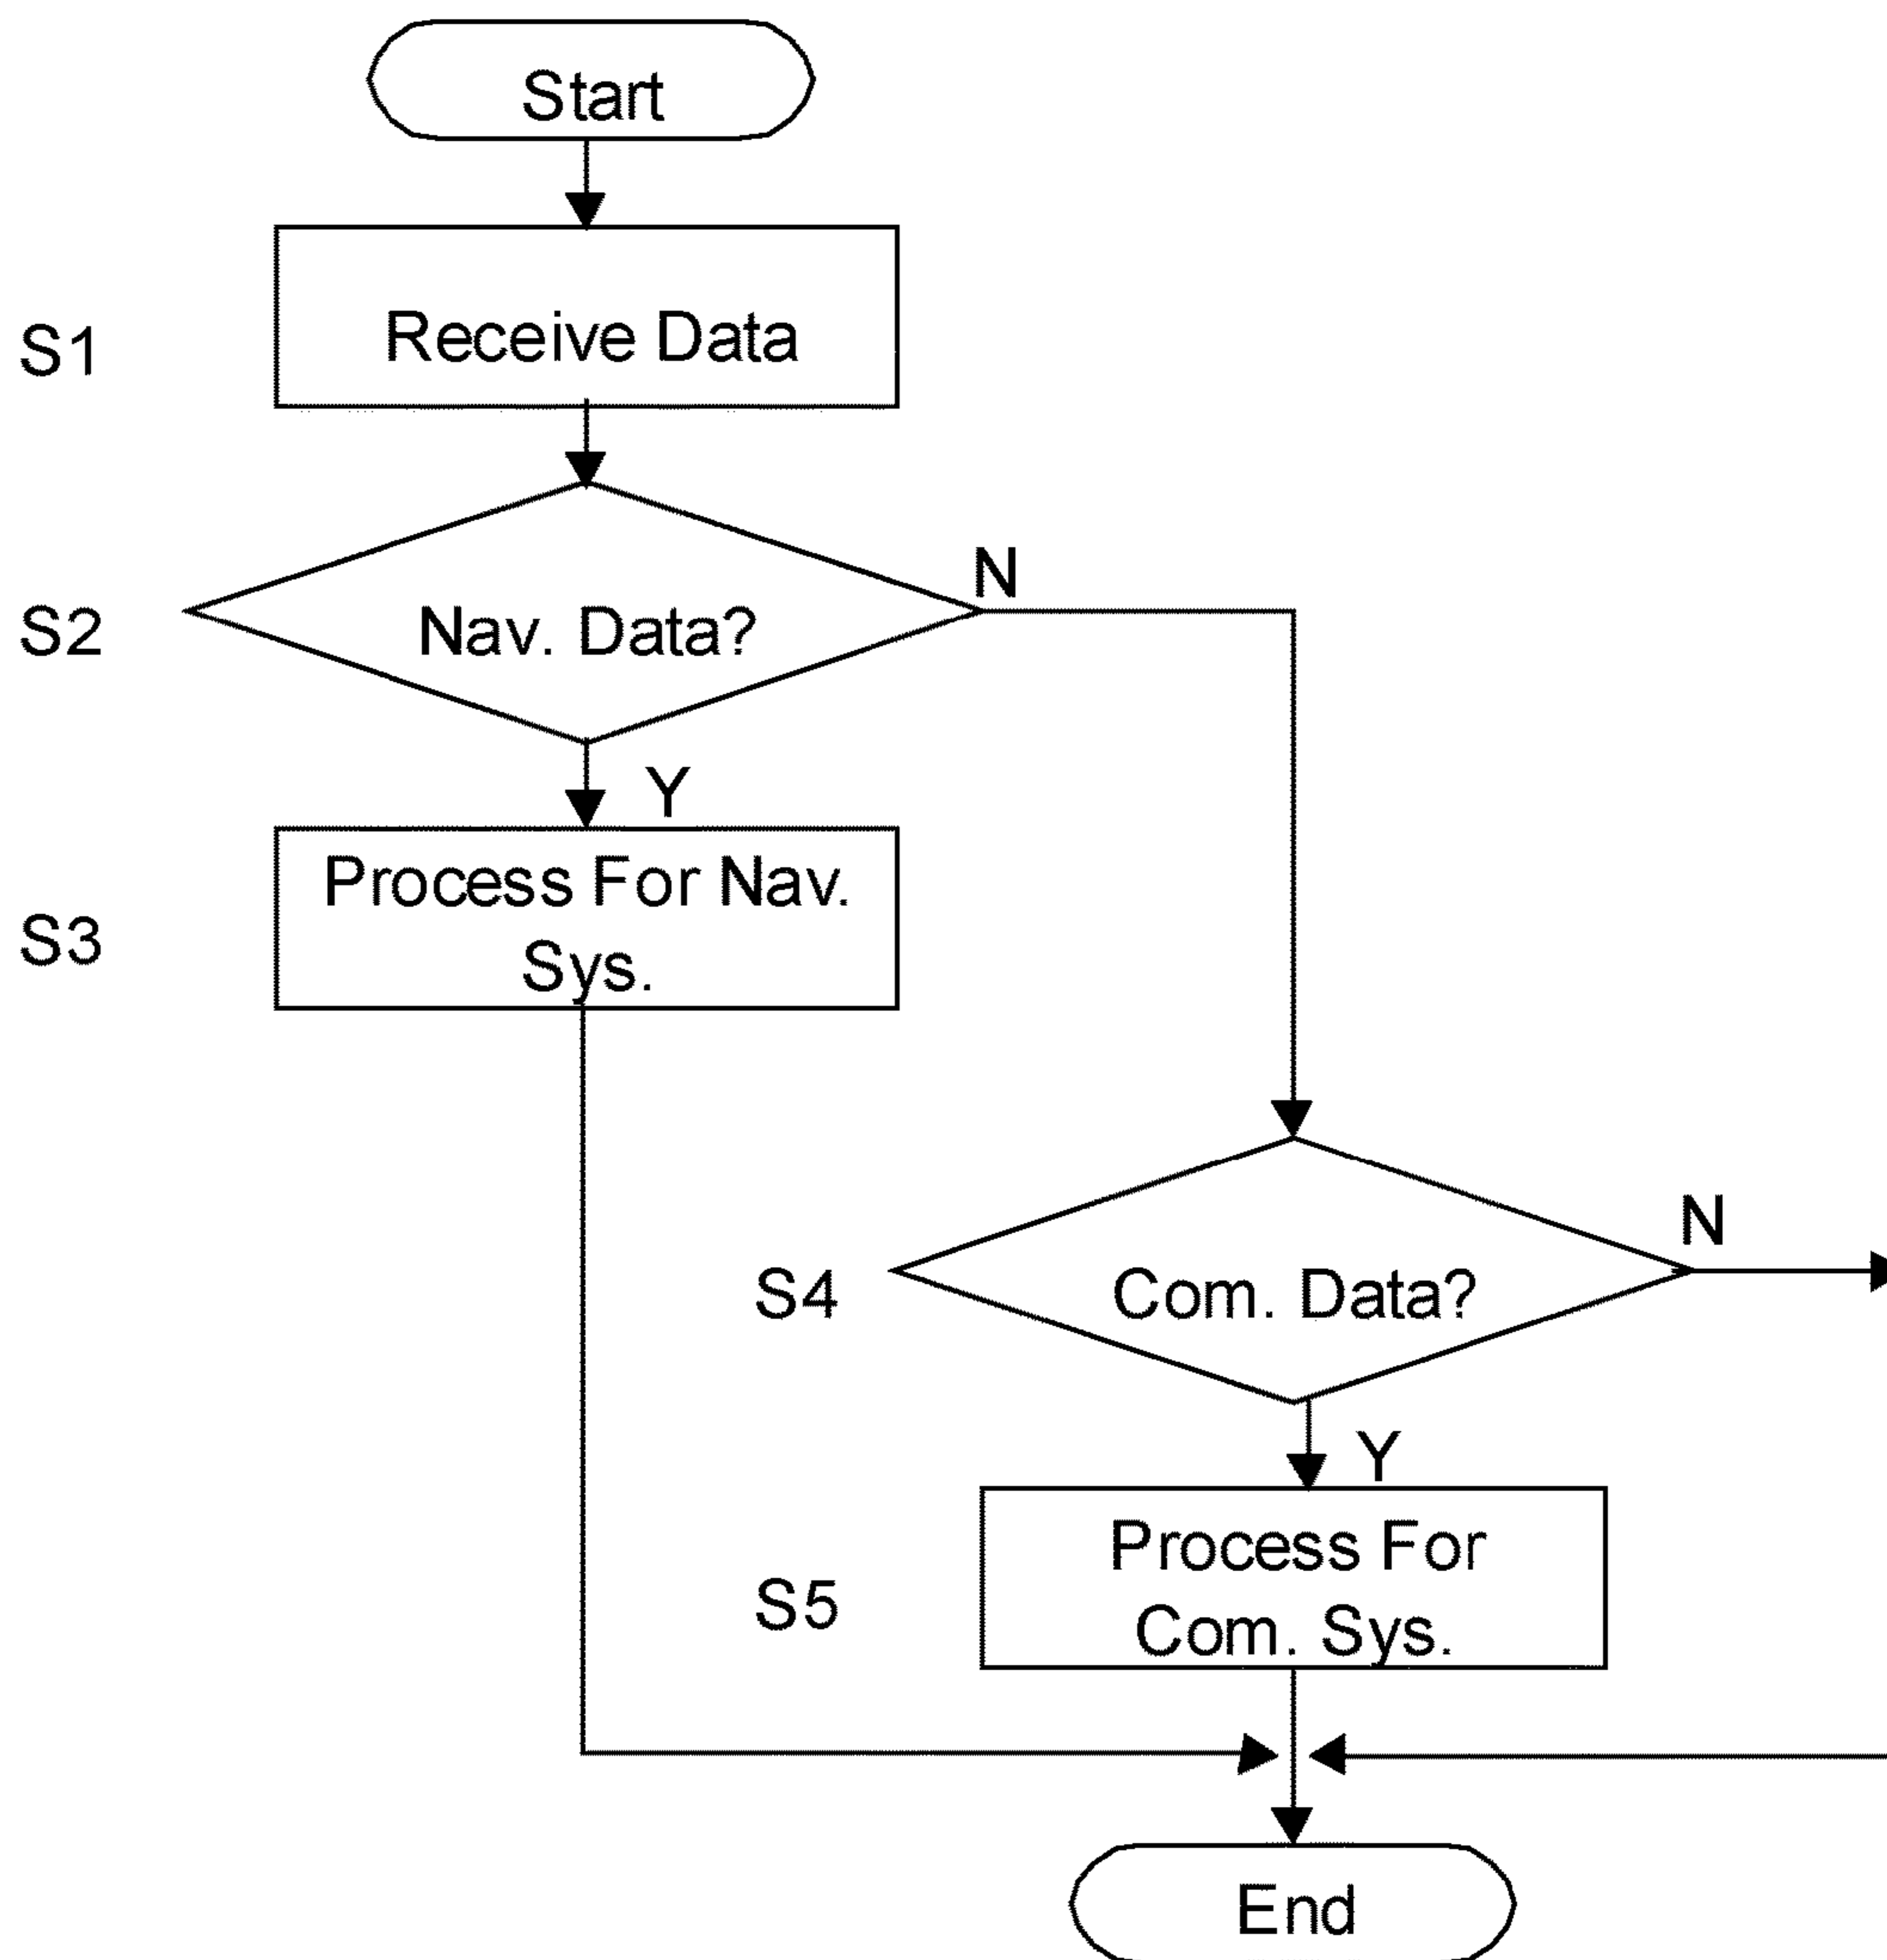 Start
S1
Receive Data
S2
Nav. Data?
N
Y
S3
Process For Nav.
Sys.
S4
Com. Data?
N
Y
S5
Process For
Com. Sys.
End